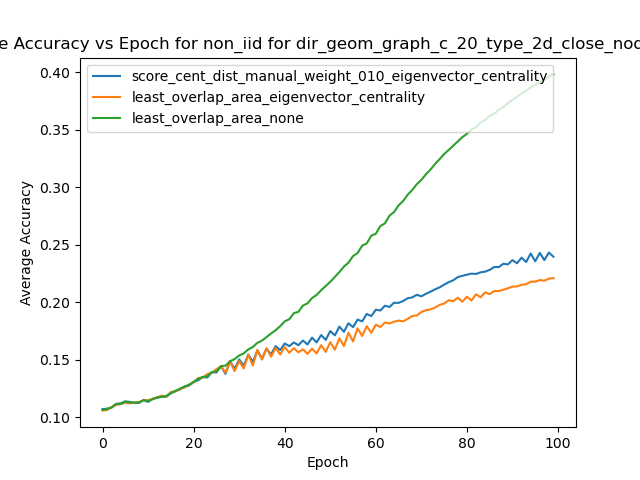 e Accuracy vs Epoch for non_iid for dir_geom_graph_c_20_type_2d_close_noc
score_cent_dist_manual_weight_010_eigenvector_centrality
least_overlap_area_eigenvector_centrality
least_overlap_area_none
0.40
0.35
0.30
0.25
0.20
0.15
0.10
Average Accuracy
0
20
40
60
80
100
Epoch